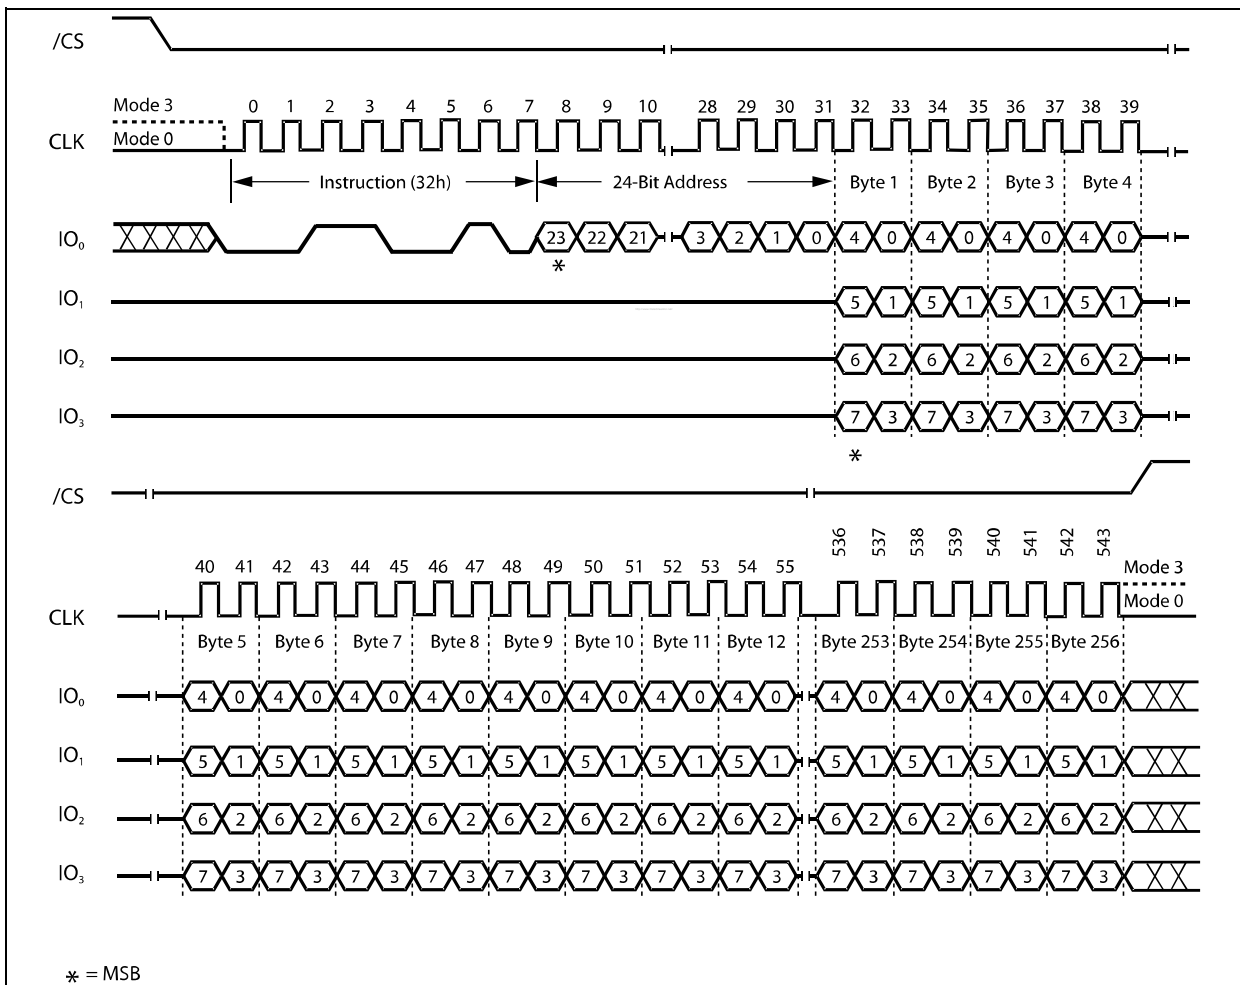 /CS
0 1 2 3 4 5 6 7 8 9 10 28 29 30 31 32 33 34 35 36 37 38 39
Mode 3
CLK Mode 0
Instruction (32h) 24-Bit Address Byte 1 Byte 2 Byte 3 Byte 4
IO₀ 23 22 21 3 2 1 0 4 0 4 0 4 0 4 0
*
IO₁ 5 1 5 1 5 1 5 1
IO₂ 6 2 6 2 6 2 6 2
IO₃ 7 3 7 3 7 3 7 3
*
/CS
536 537 538 539 540 541 542 543
40 41 42 43 44 45 46 47 48 49 50 51 52 53 54 55 Mode 3
CLK Mode 0
Byte 5 Byte 6 Byte 7 Byte 8 Byte 9 Byte 10 Byte 11 Byte 12 Byte 253 Byte 254 Byte 255 Byte 256
IO₀ 4 0 4 0 4 0 4 0 4 0 4 0 4 0 4 0 4 0 4 0 4 0 4 0
IO₁ 5 1 5 1 5 1 5 1 5 1 5 1 5 1 5 1 5 1 5 1 5 1 5 1
IO₂ 6 2 6 2 6 2 6 2 6 2 6 2 6 2 6 2 6 2 6 2 6 2 6 2
IO₃ 7 3 7 3 7 3 7 3 7 3 7 3 7 3 7 3 7 3 7 3 7 3 7 3
* = MSB